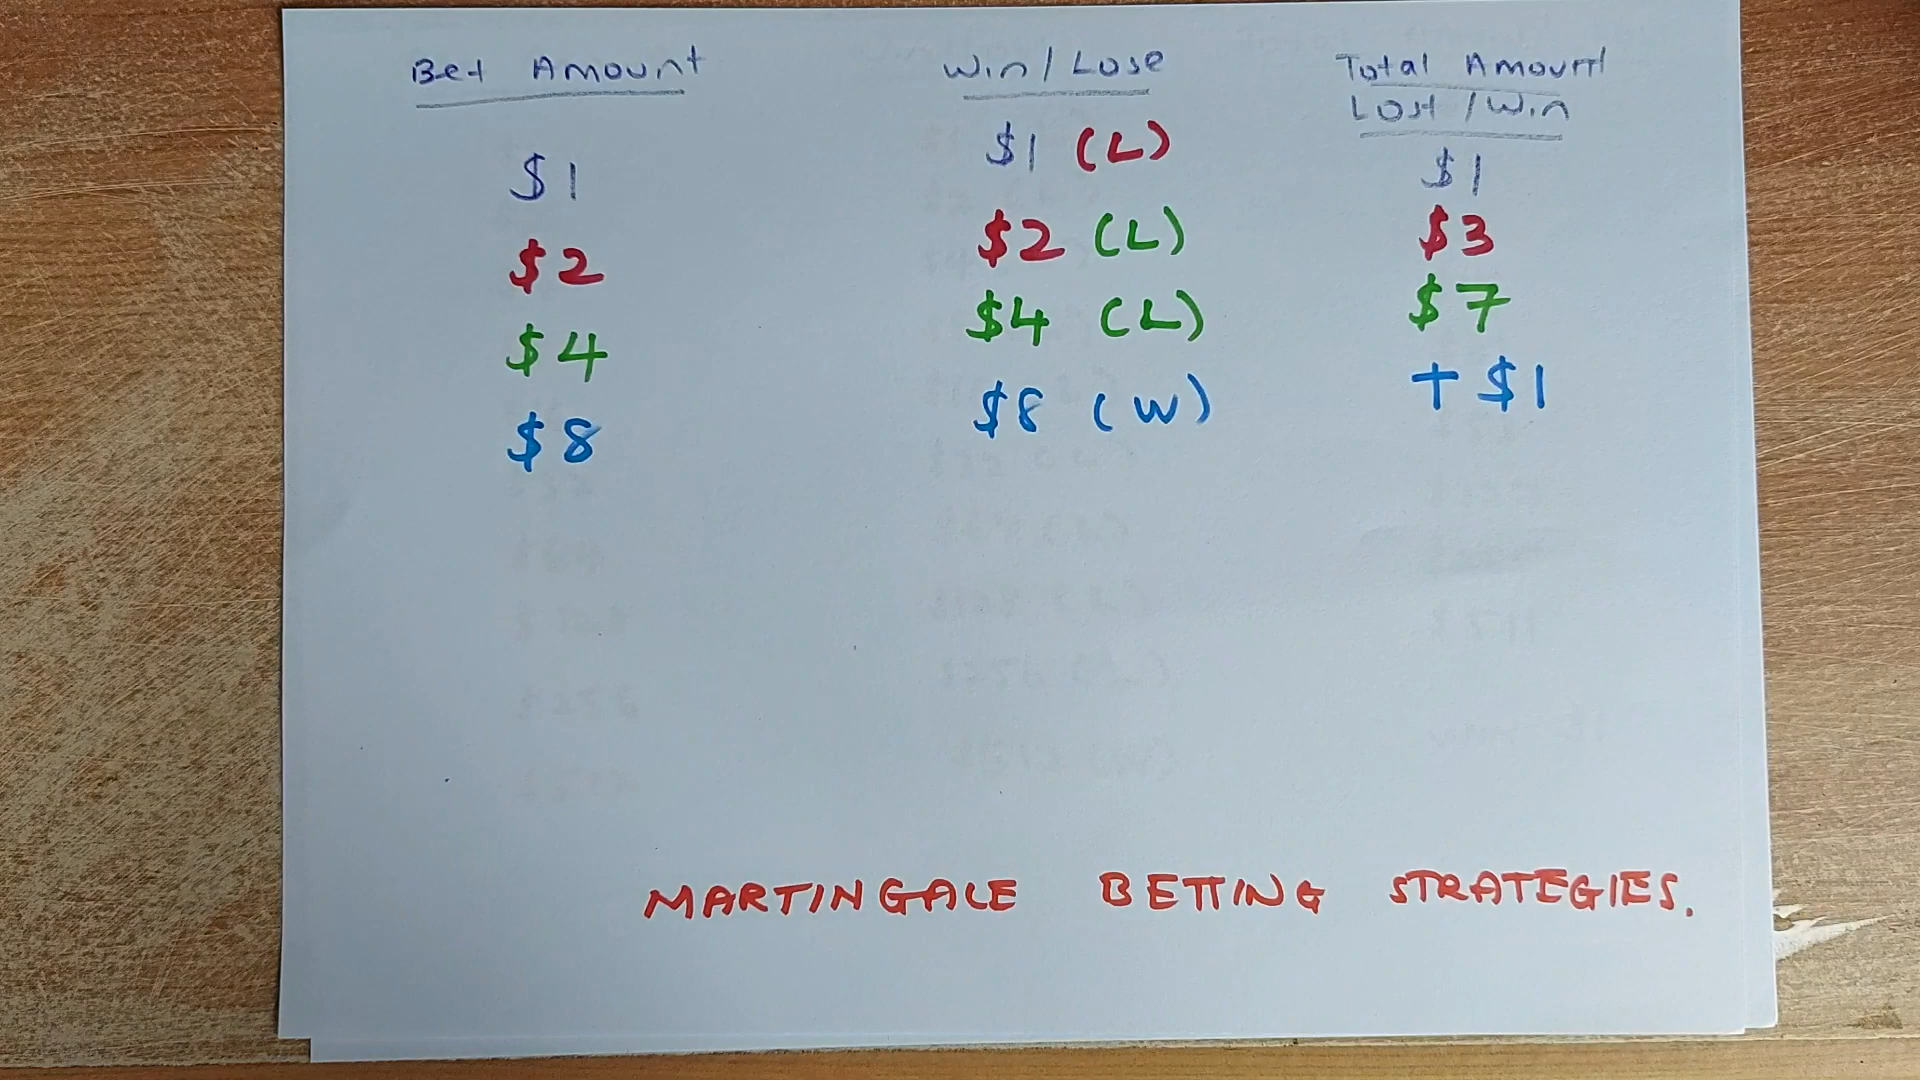 Bet Amount Win/Lose Total Amount
Lost/Win
$1 $1 (L) $1
$2 $2 (L) $3
$4 $4 (L) $7
$8 $8 (W) + $1
MARTINGALE BETTING STRATEGIES.